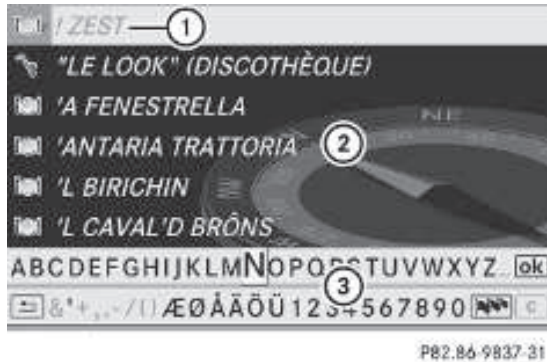 ! ZEST 1
"LE LOOK" (DISCOTHÈQUE)
'A FENESTRELLA
'ANTARIA TRATTORIA 2
'L BIRICHIN
'L CAVAL'D BRÔNS
ABCDEFGHIJKLMNOPQRSTUVWXYZ ok
3
&'+,.-/() ÆØÅÄÖÜ1234567890 C
P82.86-9837-31